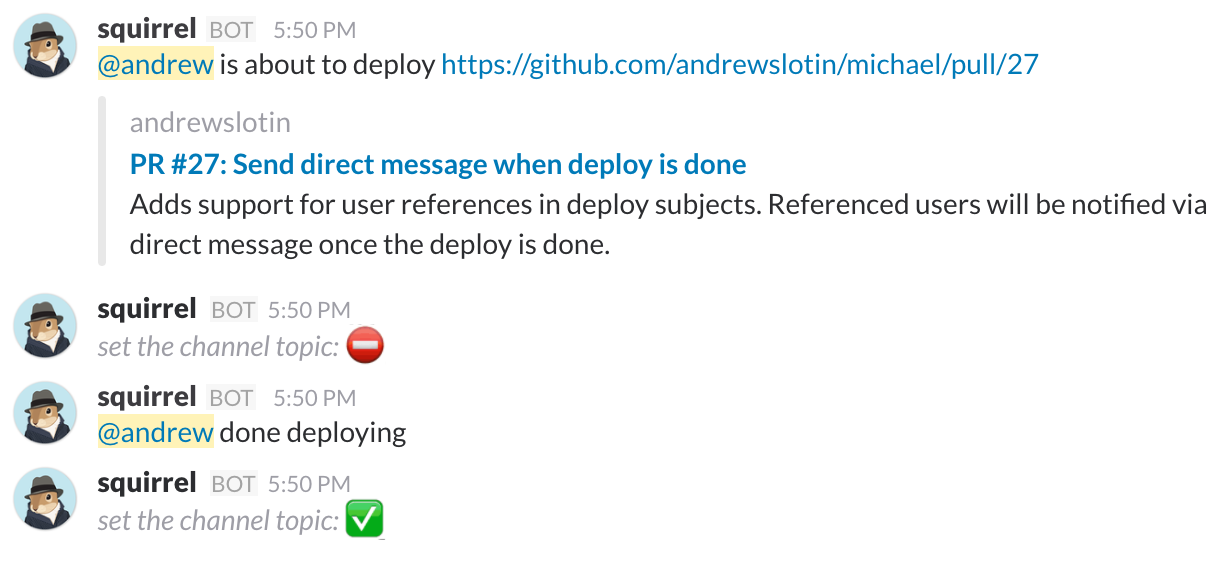 squirrel BOT 5:50 PM
@andrew is about to deploy https://github.com/andrewslotin/michael/pull/27
andrewslotin
PR #27: Send direct message when deploy is done
Adds support for user references in deploy subjects. Referenced users will be notified via
direct message once the deploy is done.
squirrel BOT 5:50 PM
set the channel topic: ⛔
squirrel BOT 5:50 PM
@andrew done deploying
squirrel BOT 5:50 PM
set the channel topic: ✅